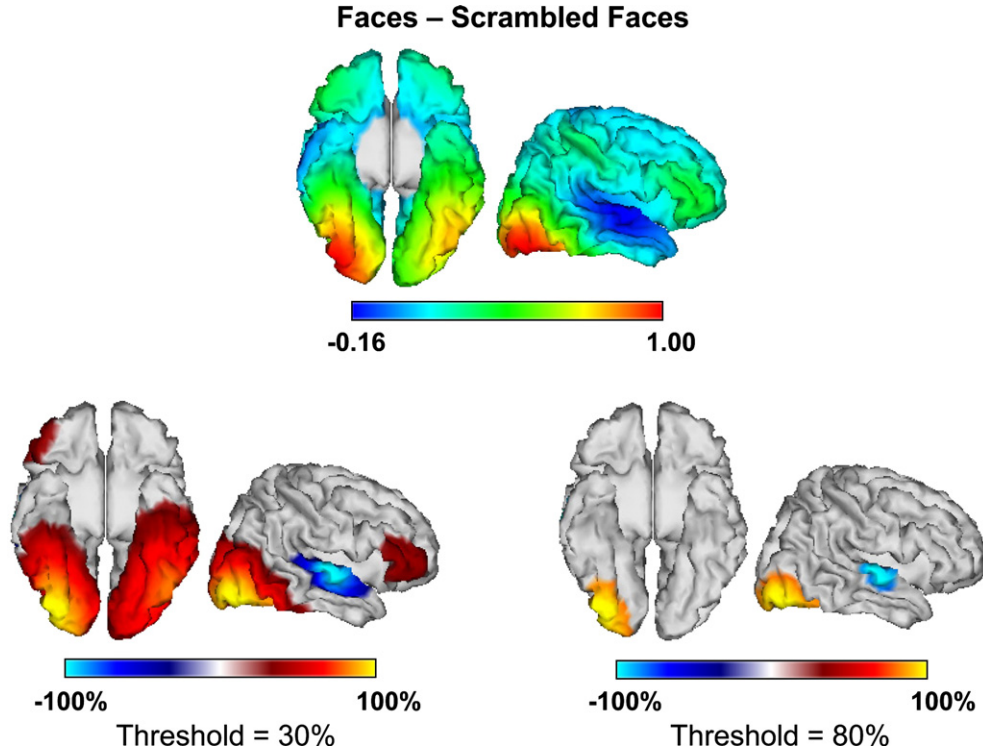 Faces – Scrambled Faces
-0.16 1.00
-100% 100%
Threshold = 30%
-100% 100%
Threshold = 80%